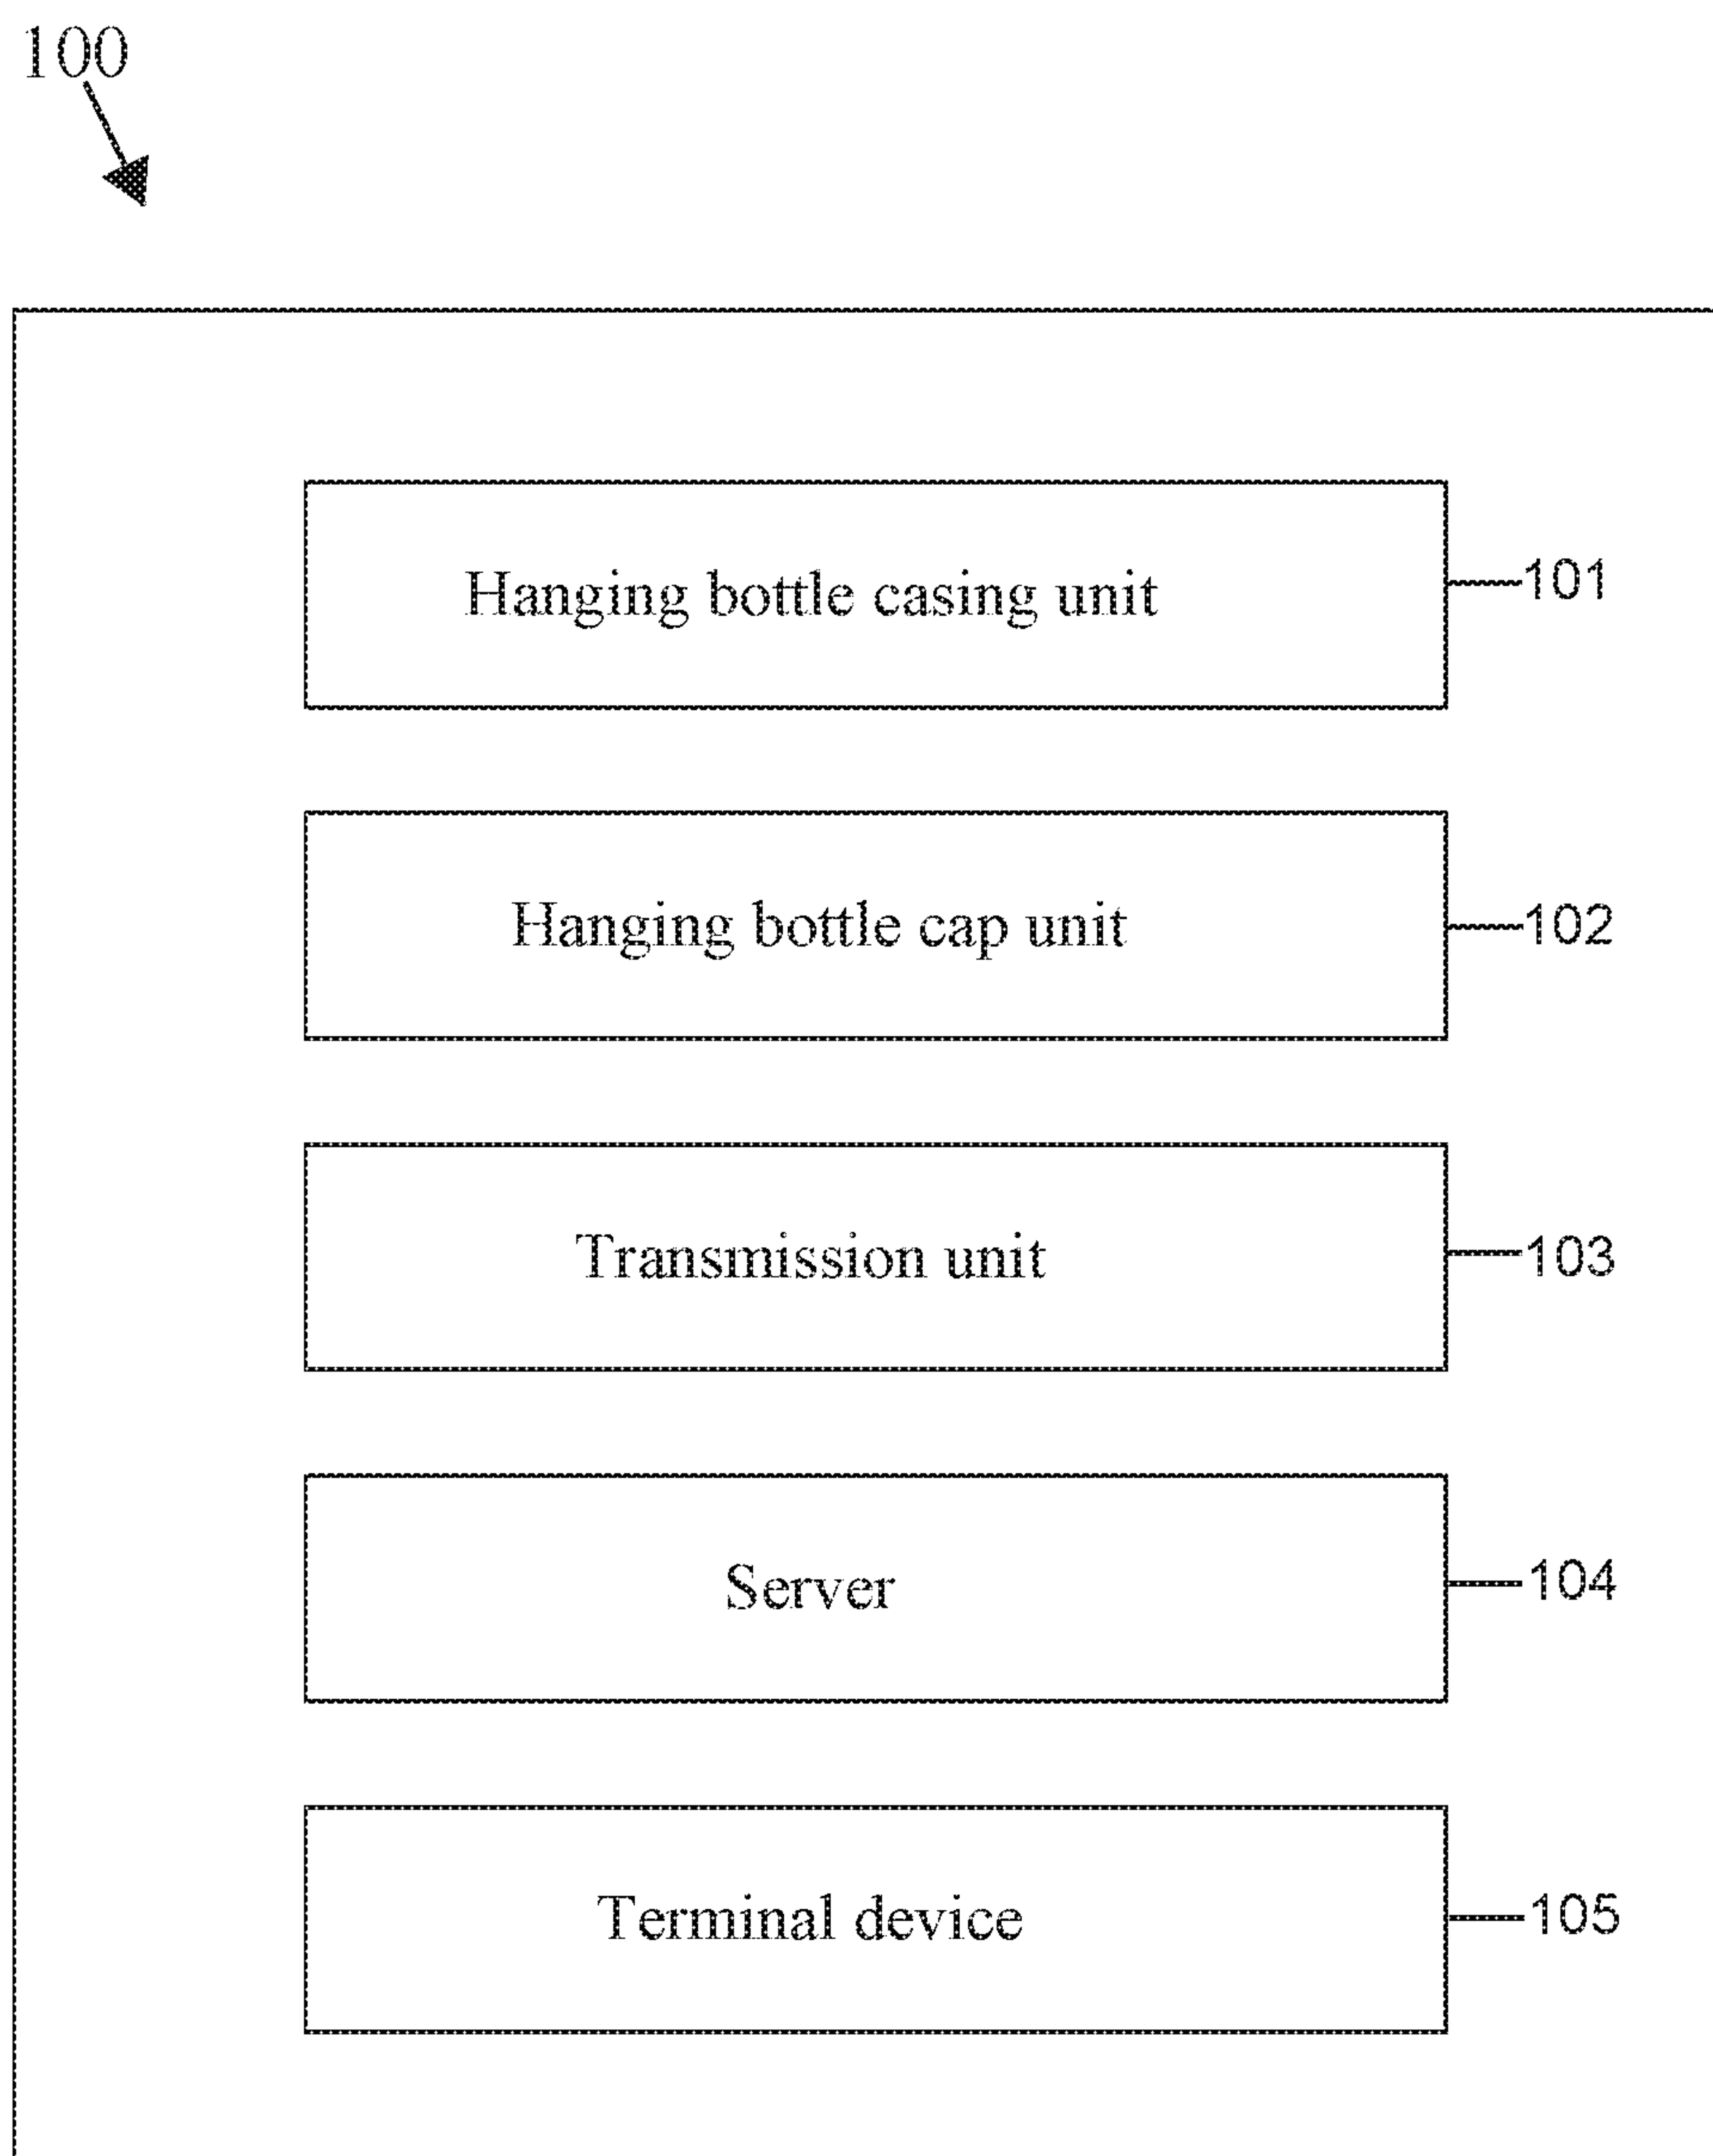 100
Hanging bottle casing unit 101
Hanging bottle cap unit 102
Transmission unit 103
Server 104
Terminal device 105